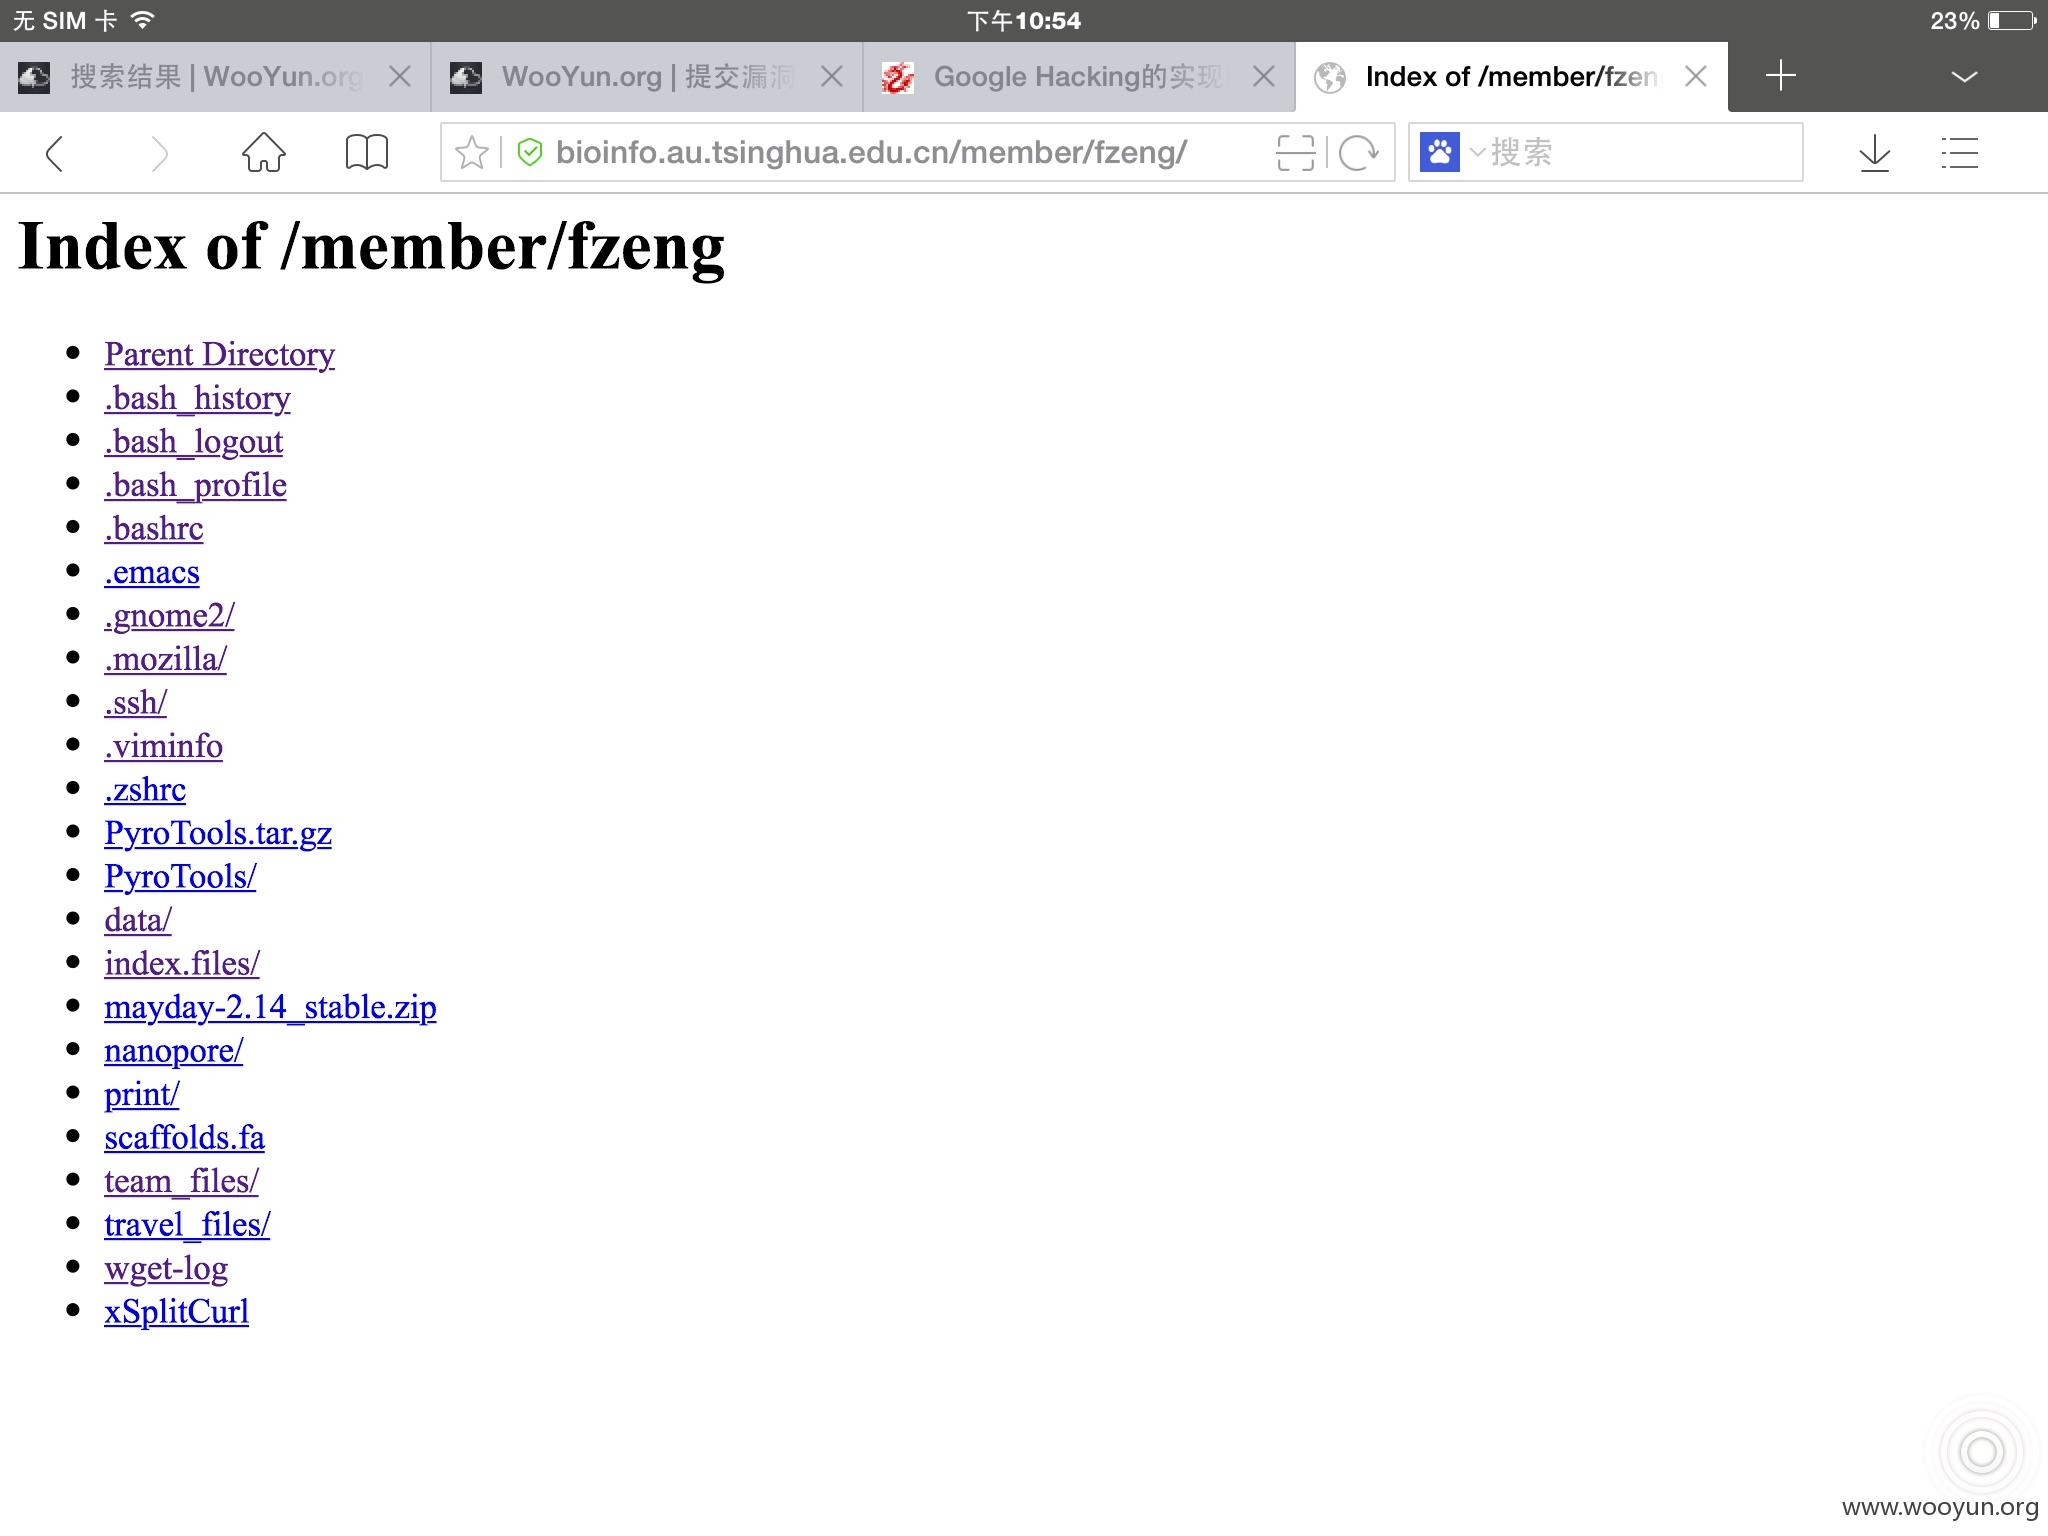 无 SIM 卡 下午10:54 23%
搜索结果 | WooYun.org WooYun.org | 提交漏洞 Google Hacking的实现 Index of /member/fzen
bioinfo.au.tsinghua.edu.cn/member/fzeng/ 搜索
Index of /member/fzeng
Parent Directory
.bash_history
.bash_logout
.bash_profile
.bashrc
.emacs
.gnome2/
.mozilla/
.ssh/
.viminfo
.zshrc
PyroTools.tar.gz
PyroTools/
data/
index.files/
mayday-2.14_stable.zip
nanopore/
print/
scaffolds.fa
team_files/
travel_files/
wget-log
xSplitCurl
www.wooyun.org